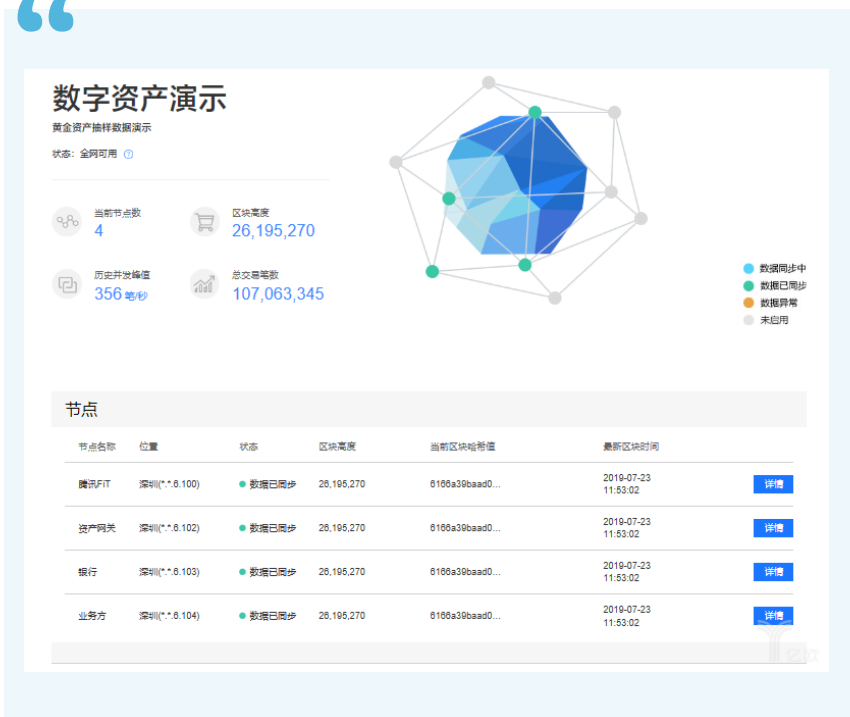 “
数字资产演示
黄金资产抽样数据演示
状态：全网可用 ?
当前节点数
4
区块高度
26,195,270
历史并发峰值
356 笔/秒
总交易笔数
107,063,345
数据同步中
数据已同步
数据异常
未启用
节点
节点名称 位置 状态 区块高度 当前区块哈希值 最新区块时间
腾讯FiT 深圳(*.*.6.100) 数据已同步 26,195,270 6166a39baad0... 2019-07-23 11:53:02 详情
资产网关 深圳(*.*.6.102) 数据已同步 26,195,270 6166a39baad0... 2019-07-23 11:53:02 详情
银行 深圳(*.*.6.103) 数据已同步 26,195,270 6166a39baad0... 2019-07-23 11:53:02 详情
业务方 深圳(*.*.6.104) 数据已同步 26,195,270 6166a39baad0... 2019-07-23 11:53:02 详情
亿欧